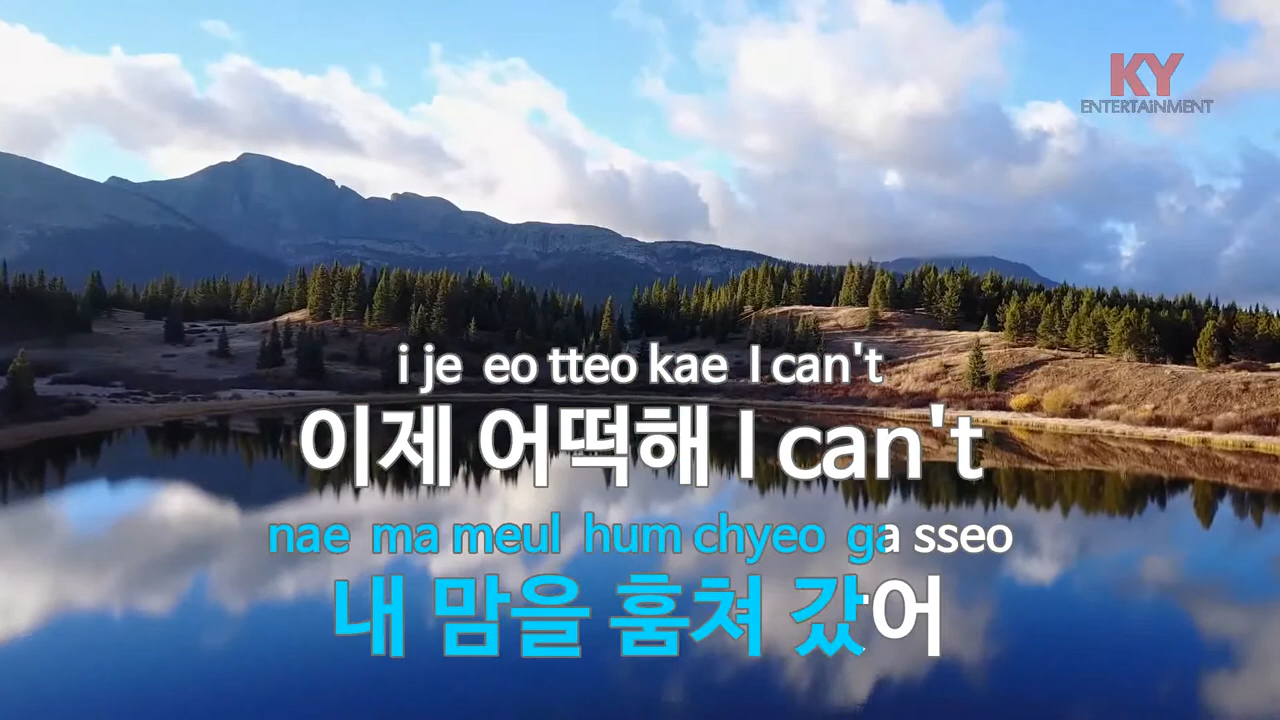 KY
ENTERTAiNMENT
i je eo tteo kae I can't
이제 어떡해 I can't
nae ma meul hum chyeo ga sseo
내 맘을 훔쳐 갔어